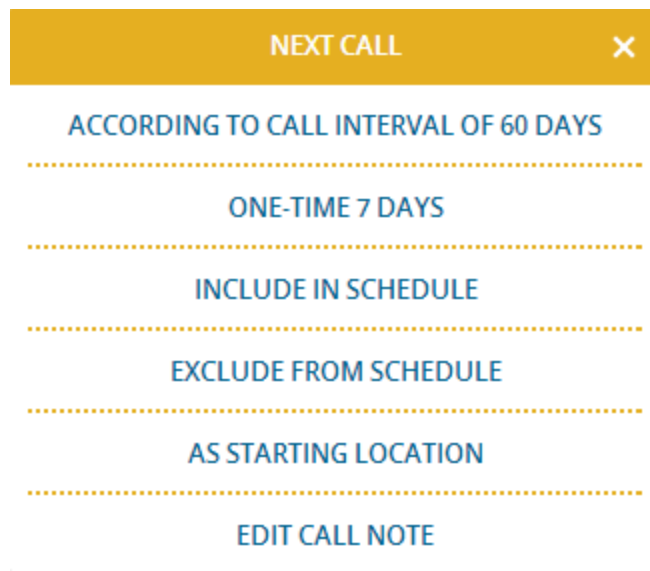 NEXT CALL
ACCORDING TO CALL INTERVAL OF 60 DAYS
ONE-TIME 7 DAYS
INCLUDE IN SCHEDULE
EXCLUDE FROM SCHEDULE
AS STARTING LOCATION
EDIT CALL NOTE